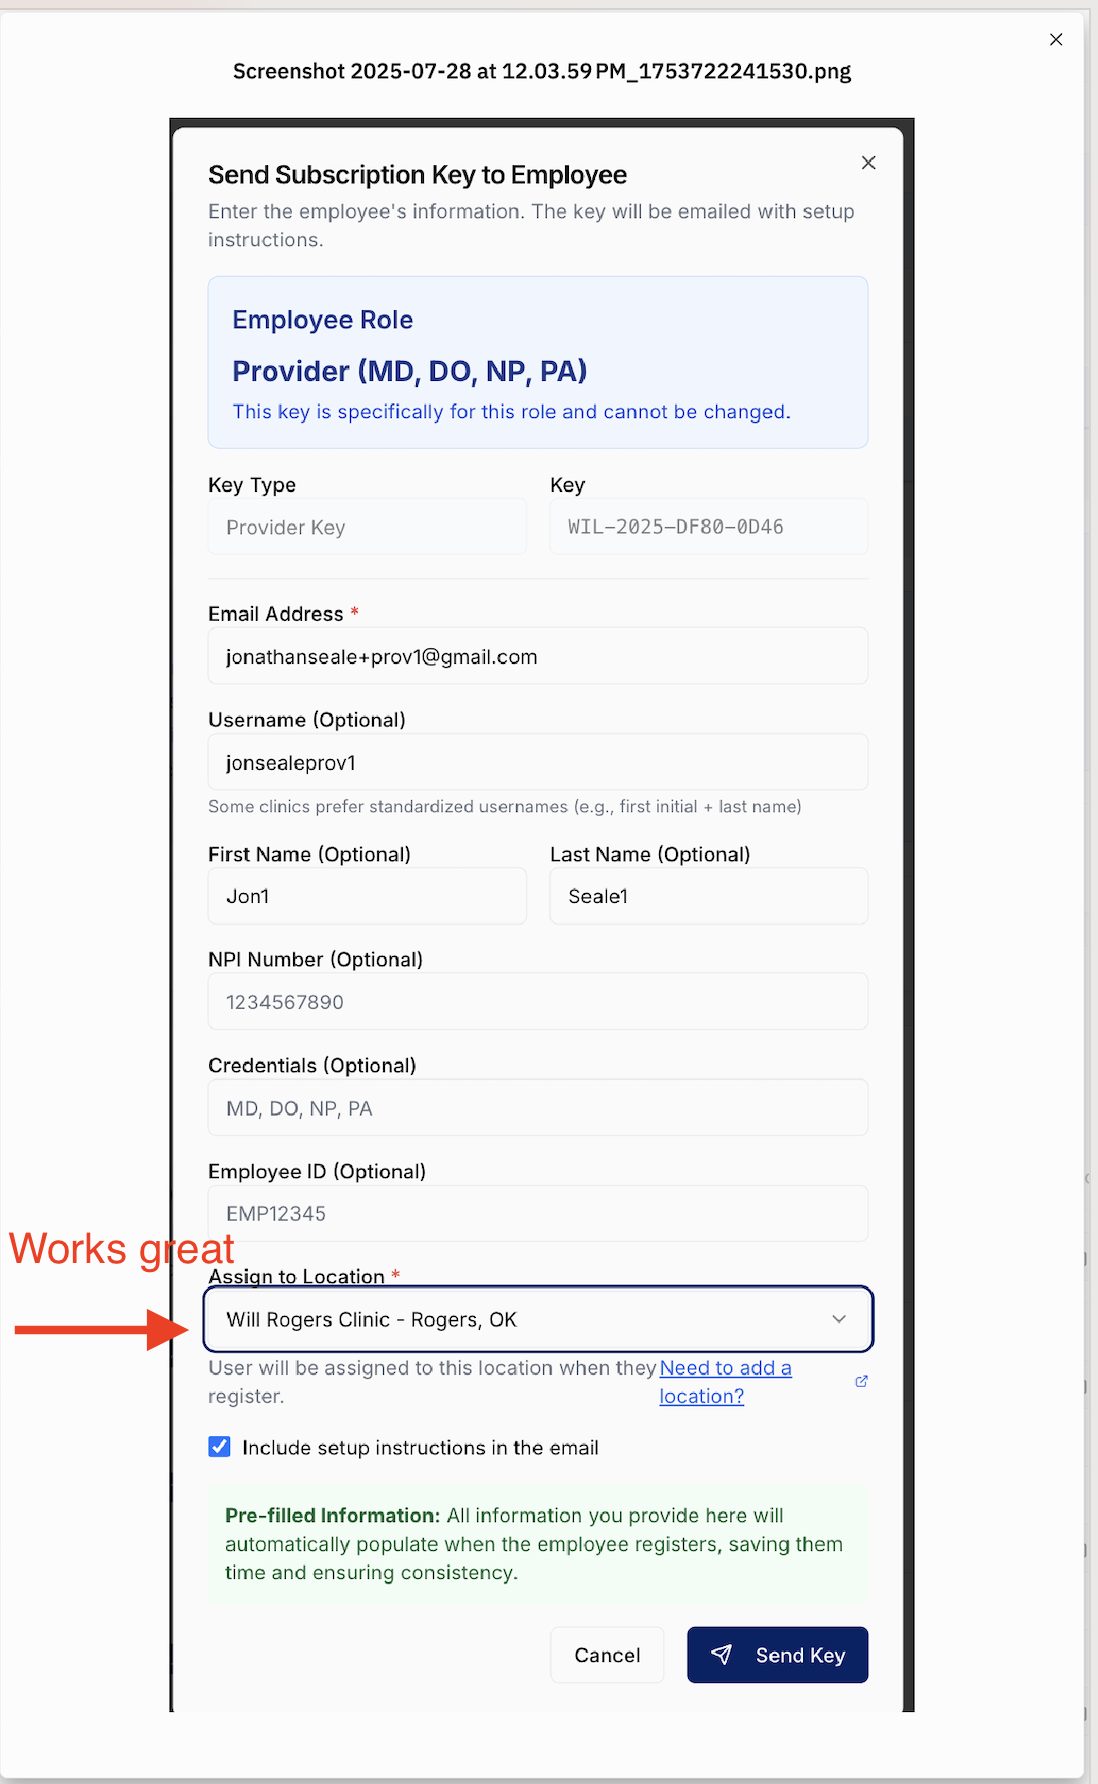 Screenshot 2025-07-28 at 12.03.59 PM_1753722241530.png
Send Subscription Key to Employee
Enter the employee's information. The key will be emailed with setup
instructions.
Employee Role
Provider (MD, DO, NP, PA)
This key is specifically for this role and cannot be changed.
Key Type
Key
Provider Key
WIL-2025-DF80-0D46
Email Address *
jonathanseale+prov1@gmail.com
Username (Optional)
jonsealeprov1
Some clinics prefer standardized usernames (e.g., first initial + last name)
First Name (Optional)
Last Name (Optional)
Jon1
Seale1
NPI Number (Optional)
1234567890
Credentials (Optional)
MD, DO, NP, PA
Employee ID (Optional)
EMP12345
Works great
Assign to Location *
Will Rogers Clinic - Rogers, OK
User will be assigned to this location when they
register.
Need to add a
location?
Include setup instructions in the email
Pre-filled Information: All information you provide here will
automatically populate when the employee registers, saving them
time and ensuring consistency.
Cancel
Send Key